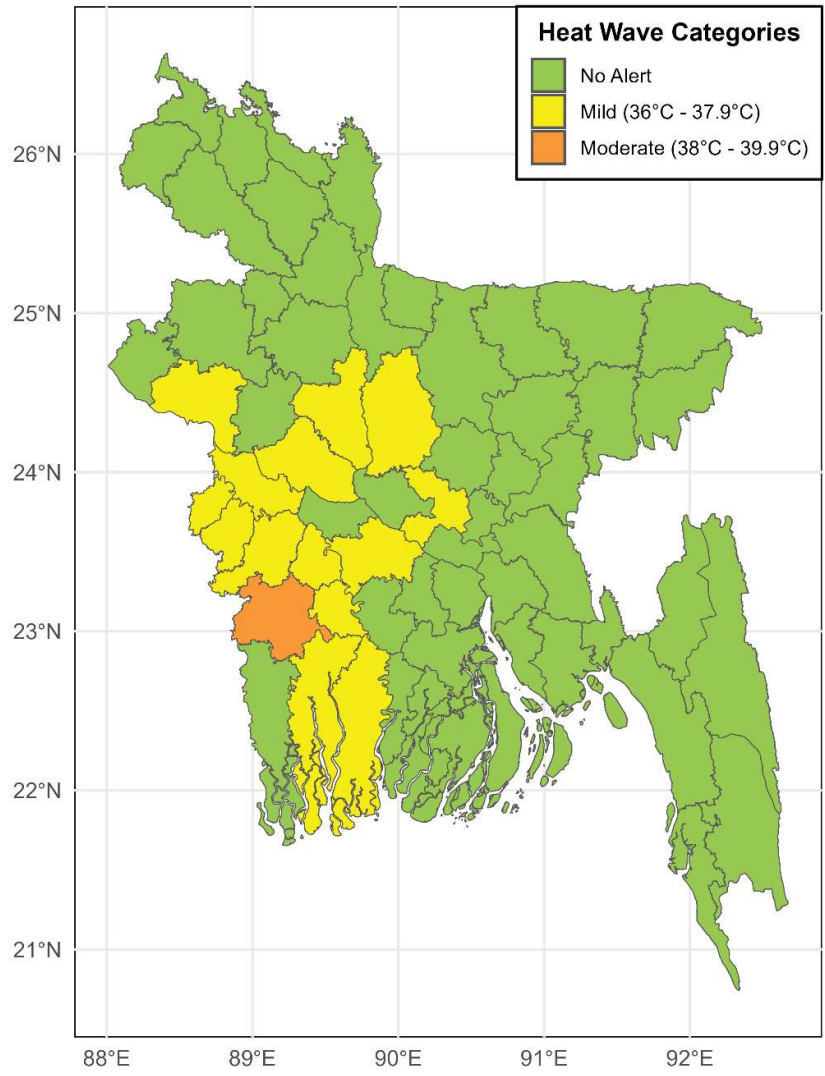 Heat Wave Categories
No Alert
Mild (36°C - 37.9°C)
Moderate (38°C - 39.9°C)
26°N
25°N
24°N
23°N
22°N
21°N
88°E 89°E 90°E 91°E 92°E